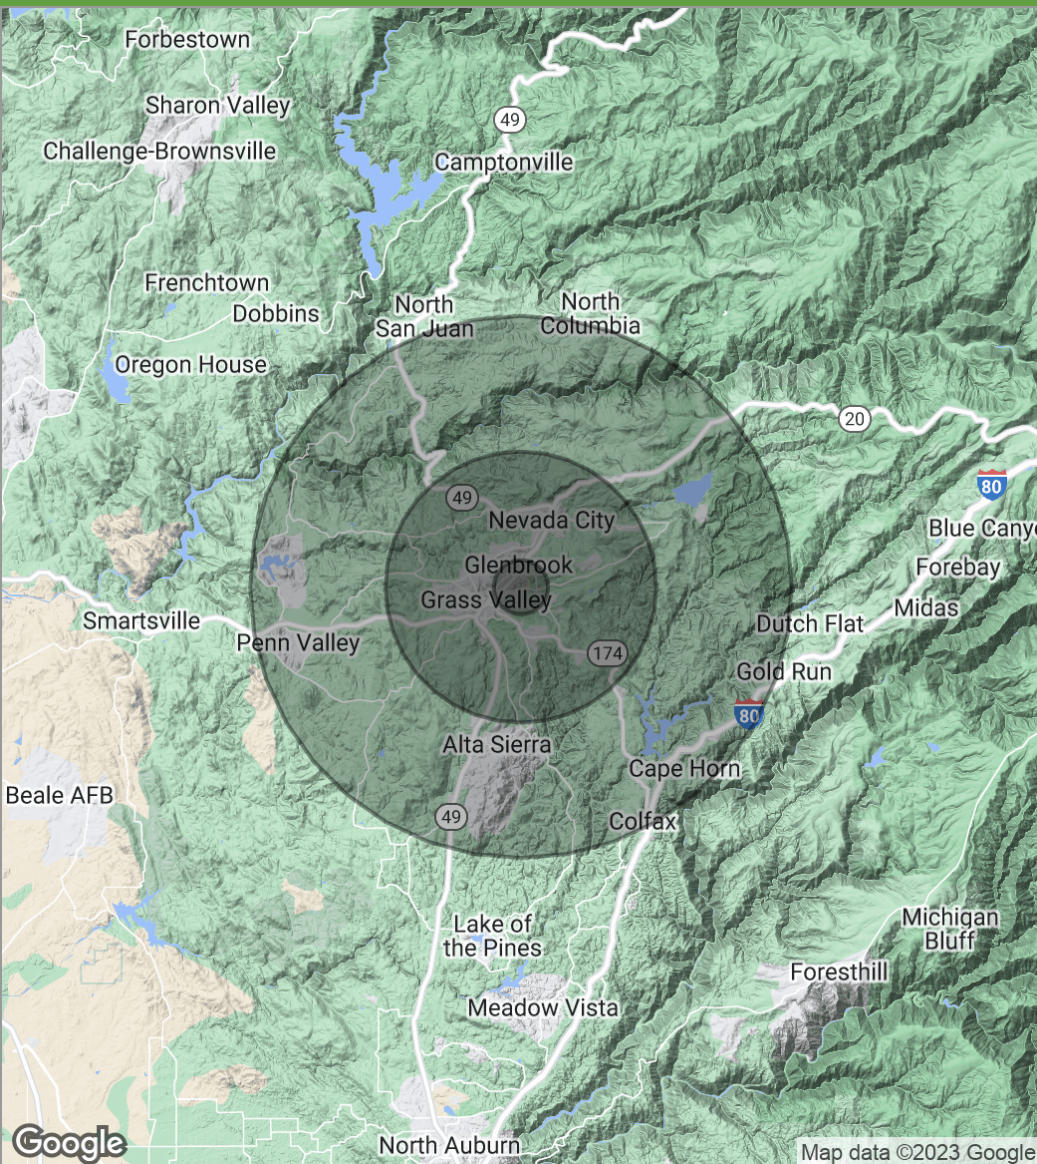 Forbestown
Sharon Valley
49
Challenge-Brownsville
Camptonville
Frenchtown
Dobbins
North
San Juan
North
Columbia
Oregon House
20
80
49
Nevada City
Blue Canyo
Glenbrook
Forebay
Grass Valley
Midas
Smartsville
Dutch Flat
Penn Valley
174
Gold Run
80
Alta Sierra
Cape Horn
Beale AFB
49
Colfax
Lake of
the Pines
Michigan
Bluff
Foresthill
Meadow Vista
Google
North Auburn
Map data ©2023 Google